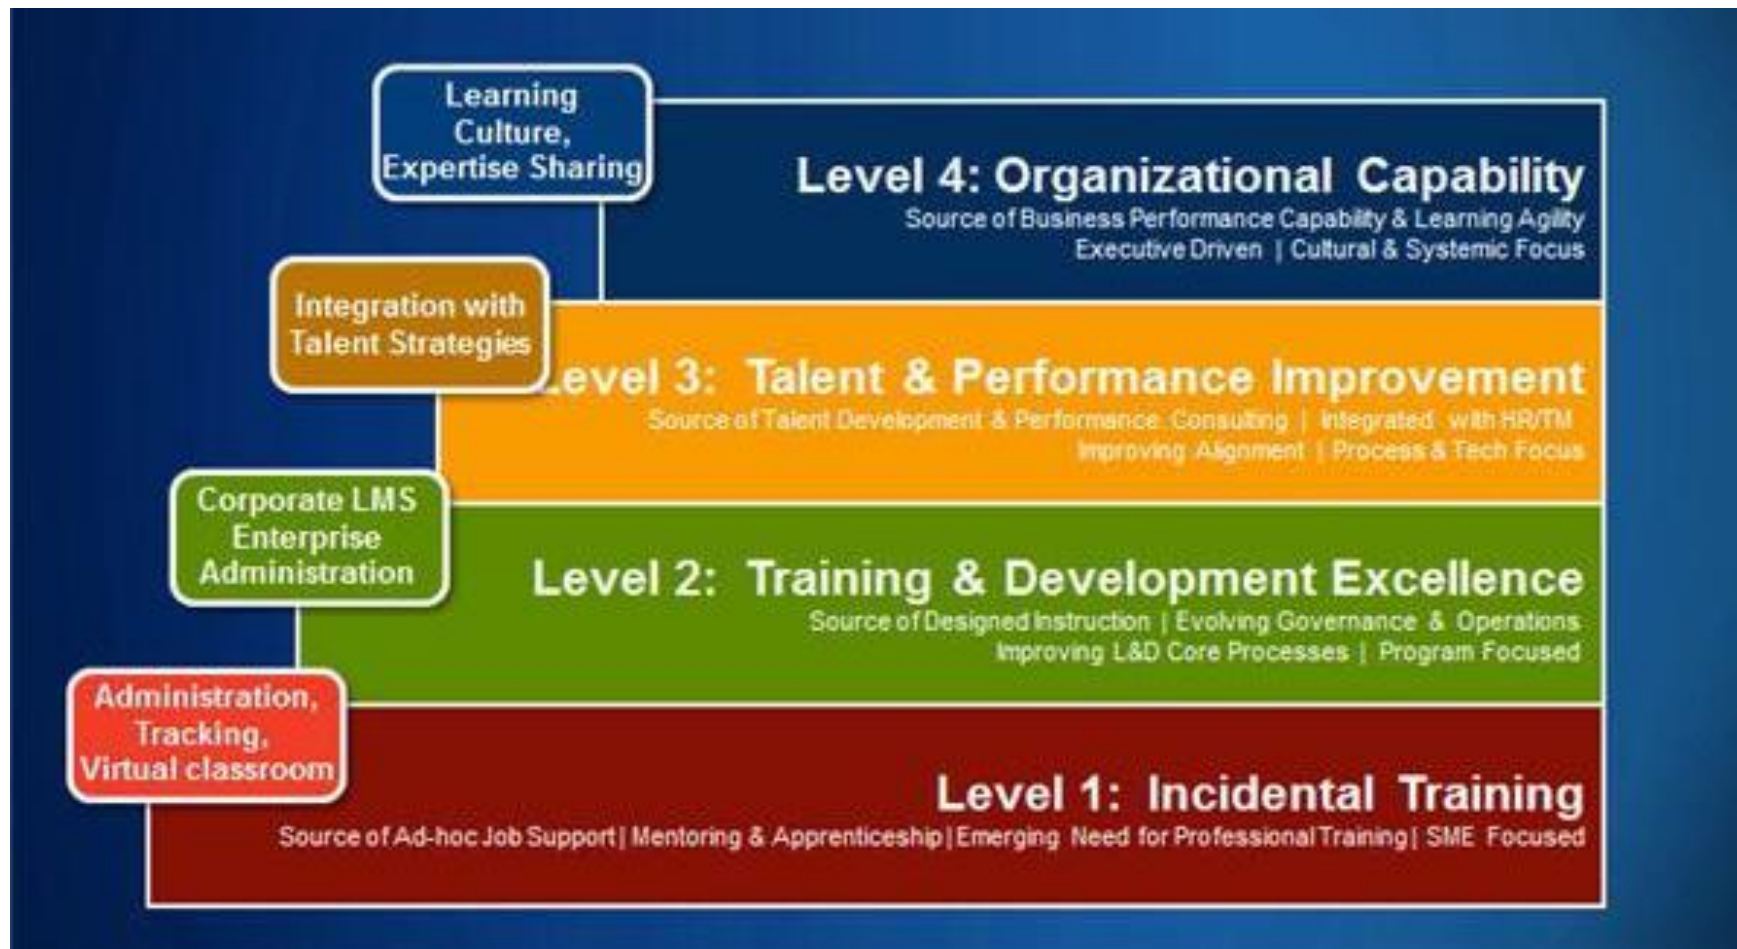 Learning
Culture,
Expertise Sharing
Level 4: Organizational Capability
Source of Business Performance Capability & Learning Agility
Executive Driven | Cultural & Systemic Focus
Integration with
Talent Strategies
Level 3: Talent & Performance Improvement
Source of Talent Development & Performance Consulting | Integrated with HR/TM
Improving Alignment | Process & Tech Focus
Corporate LMS
Enterprise
Administration
Level 2: Training & Development Excellence
Source of Designed Instruction | Evolving Governance & Operations
Improving L&D Core Processes | Program Focused
Administration,
Tracking,
Virtual classroom
Level 1: Incidental Training
Source of Ad-hoc Job Support | Mentoring & Apprenticeship | Emerging Need for Professional Training | SME Focused